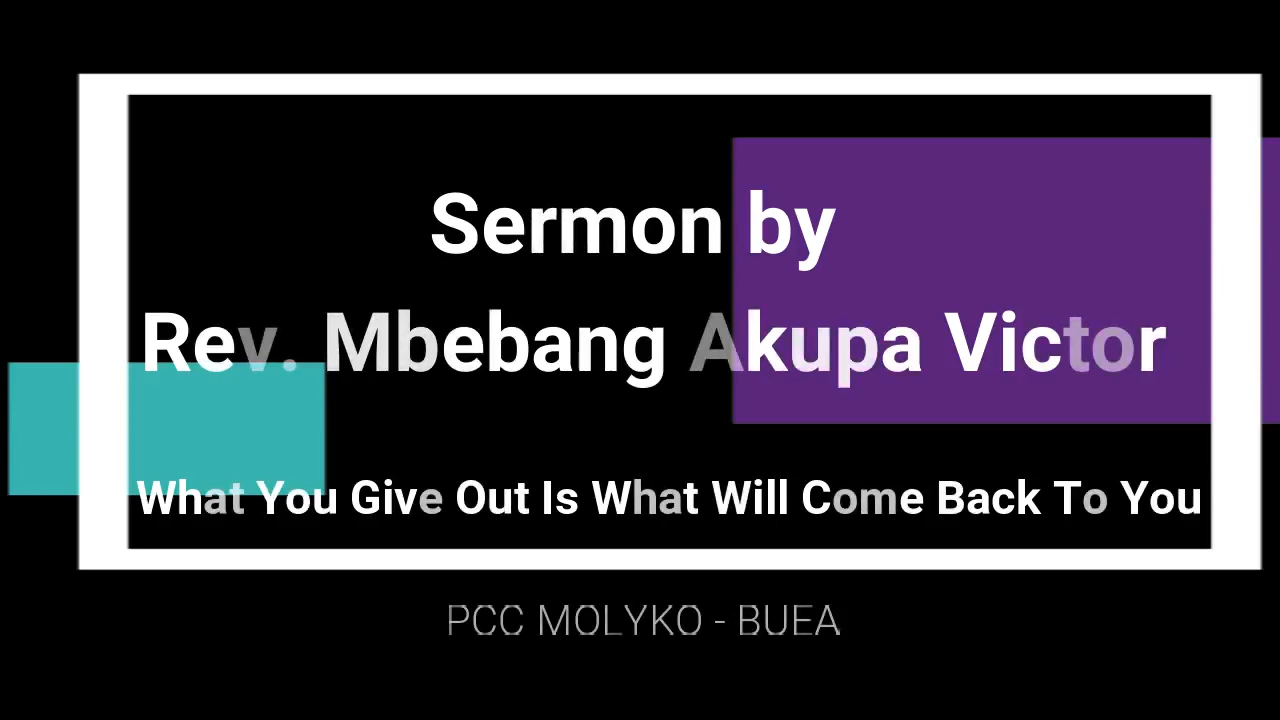 Sermon by
Rev. Mbebang Akupa Victor
What You Give Out Is What Will Come Back To You
PCC MOLYKO - BUEA